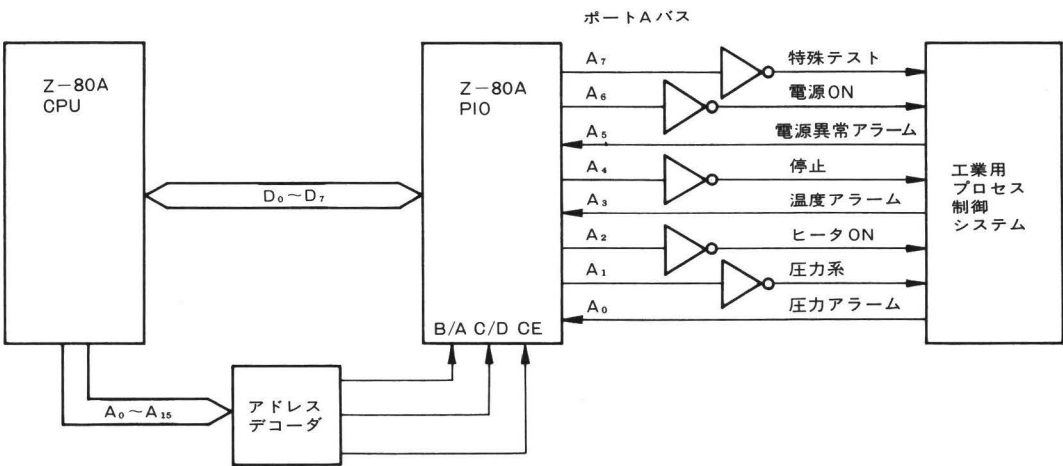 ポートAバス
Z-80A
CPU
Z-80A
PIO
A₇
特殊テスト
A₆
電源ON
A₅
電源異常アラーム
A₄
停止
A₃
温度アラーム
A₂
ヒータON
A₁
圧力系
A₀
圧力アラーム
工業用
プロセス
制御
システム
D₀～D₇
B/A C/D CE
A₀～A₁₅
アドレス
デコーダ